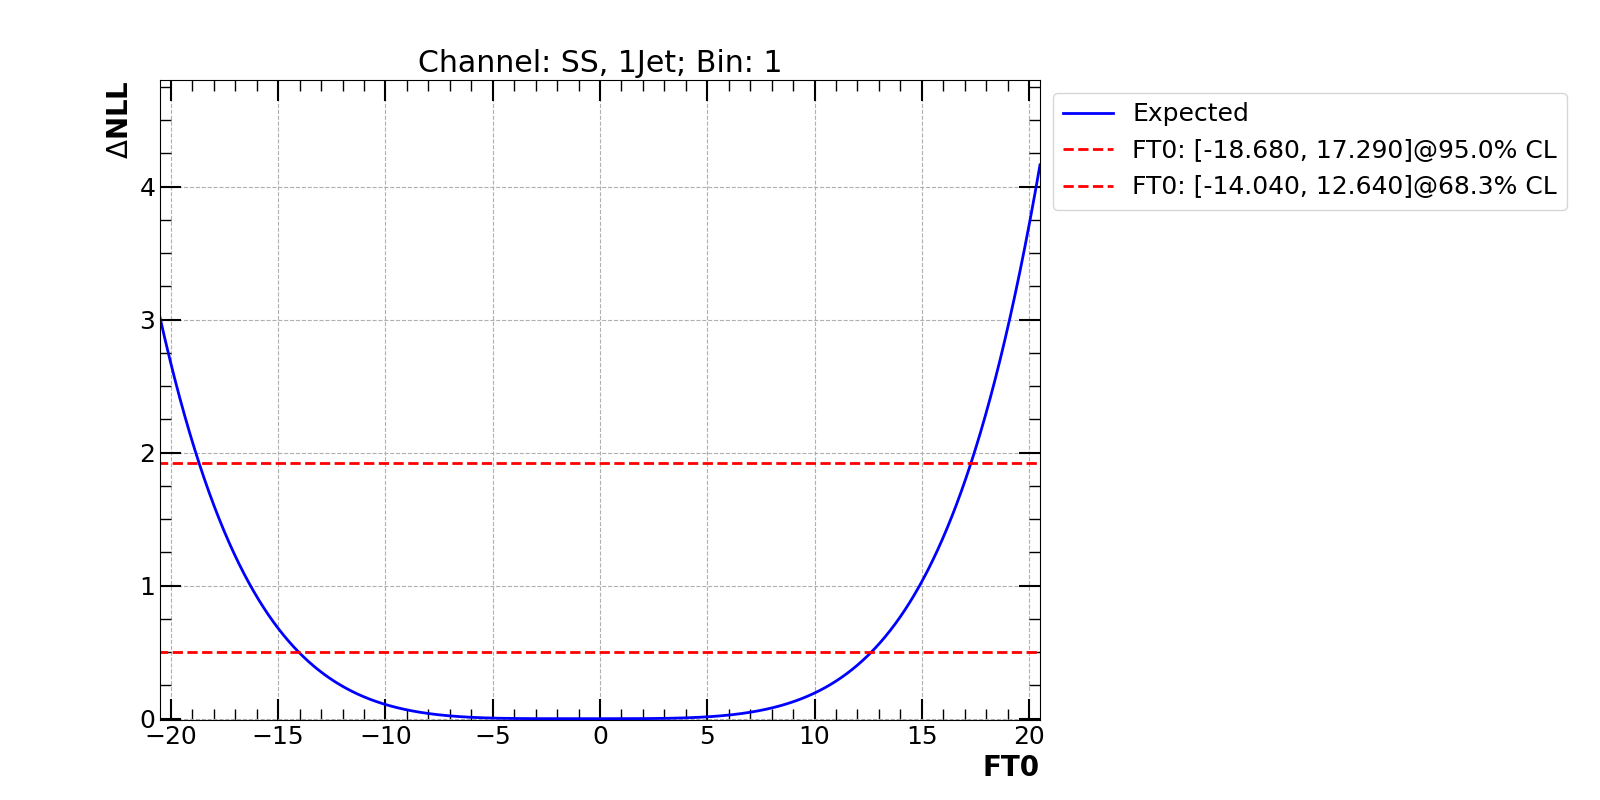 Channel: SS, 1Jet; Bin: 1
ΔNLL
Expected
FT0: [-18.680, 17.290]@95.0% CL
FT0: [-14.040, 12.640]@68.3% CL
4
3
2
1
0
−20 −15 −10 −5 0 5 10 15 20
FT0